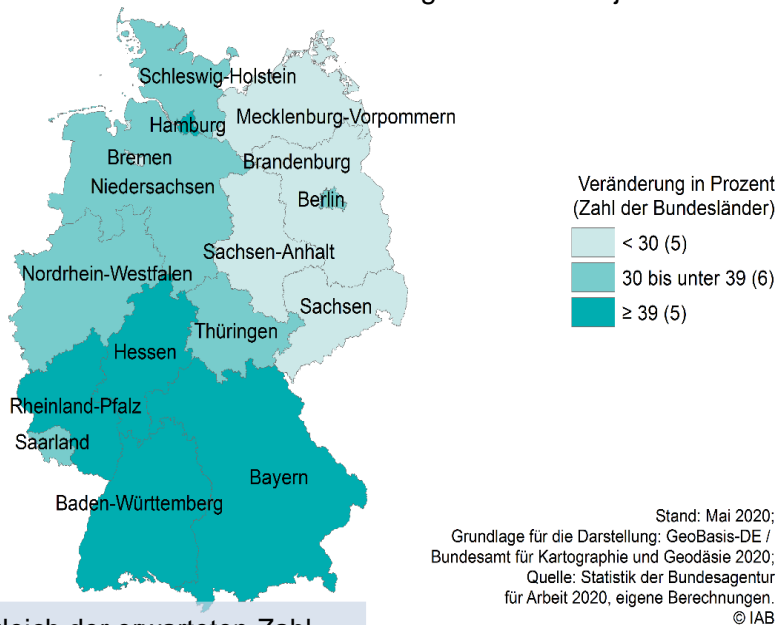 Schleswig-Holstein
Mecklenburg-Vorpommern
Hamburg
Bremen
Brandenburg
Niedersachsen
Berlin
Sachsen-Anhalt
Nordrhein-Westfalen
Sachsen
Thüringen
Hessen
Rheinland-Pfalz
Saarland
Bayern
Baden-Württemberg
Veränderung in Prozent
(Zahl der Bundesländer)
< 30 (5)
30 bis unter 39 (6)
≥ 39 (5)
Stand: Mai 2020;
Grundlage für die Darstellung: GeoBasis-DE /
Bundesamt für Kartographie und Geodäsie 2020;
Quelle: Statistik der Bundesagentur
für Arbeit 2020, eigene Berechnungen.
© IAB
der erwarteten Zahl